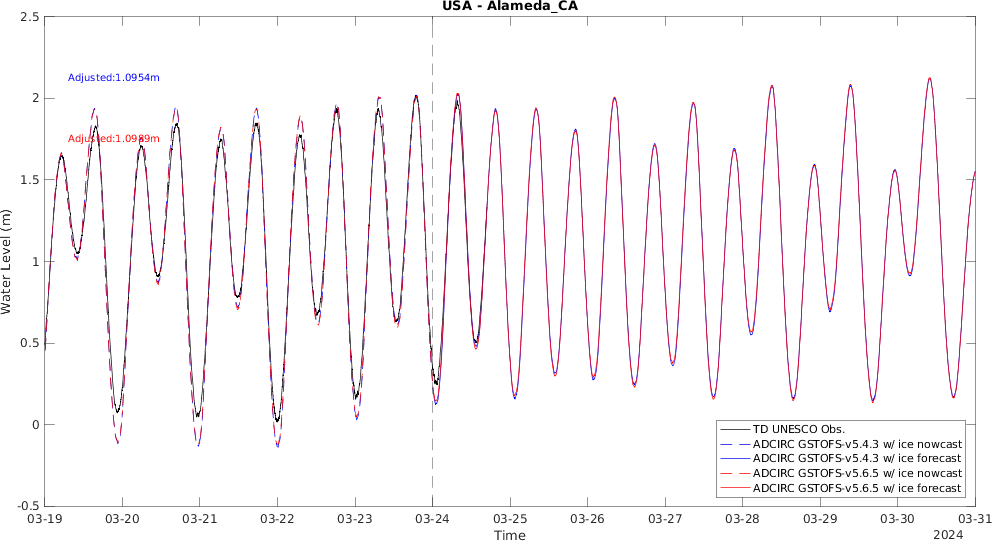 USA - Alameda_CA
2.5
2
1.5
1
0.5
0
-0.5
Water Level (m)
Adjusted:1.0954m
Adjusted:1.0989m
TD UNESCO Obs.
ADCIRC GSTOFS-v5.4.3 w/ ice nowcast
ADCIRC GSTOFS-v5.4.3 w/ ice forecast
ADCIRC GSTOFS-v5.6.5 w/ ice nowcast
ADCIRC GSTOFS-v5.6.5 w/ ice forecast
03-19 03-20 03-21 03-22 03-23 03-24 03-25 03-26 03-27 03-28 03-29 03-30 03-31
Time
2024